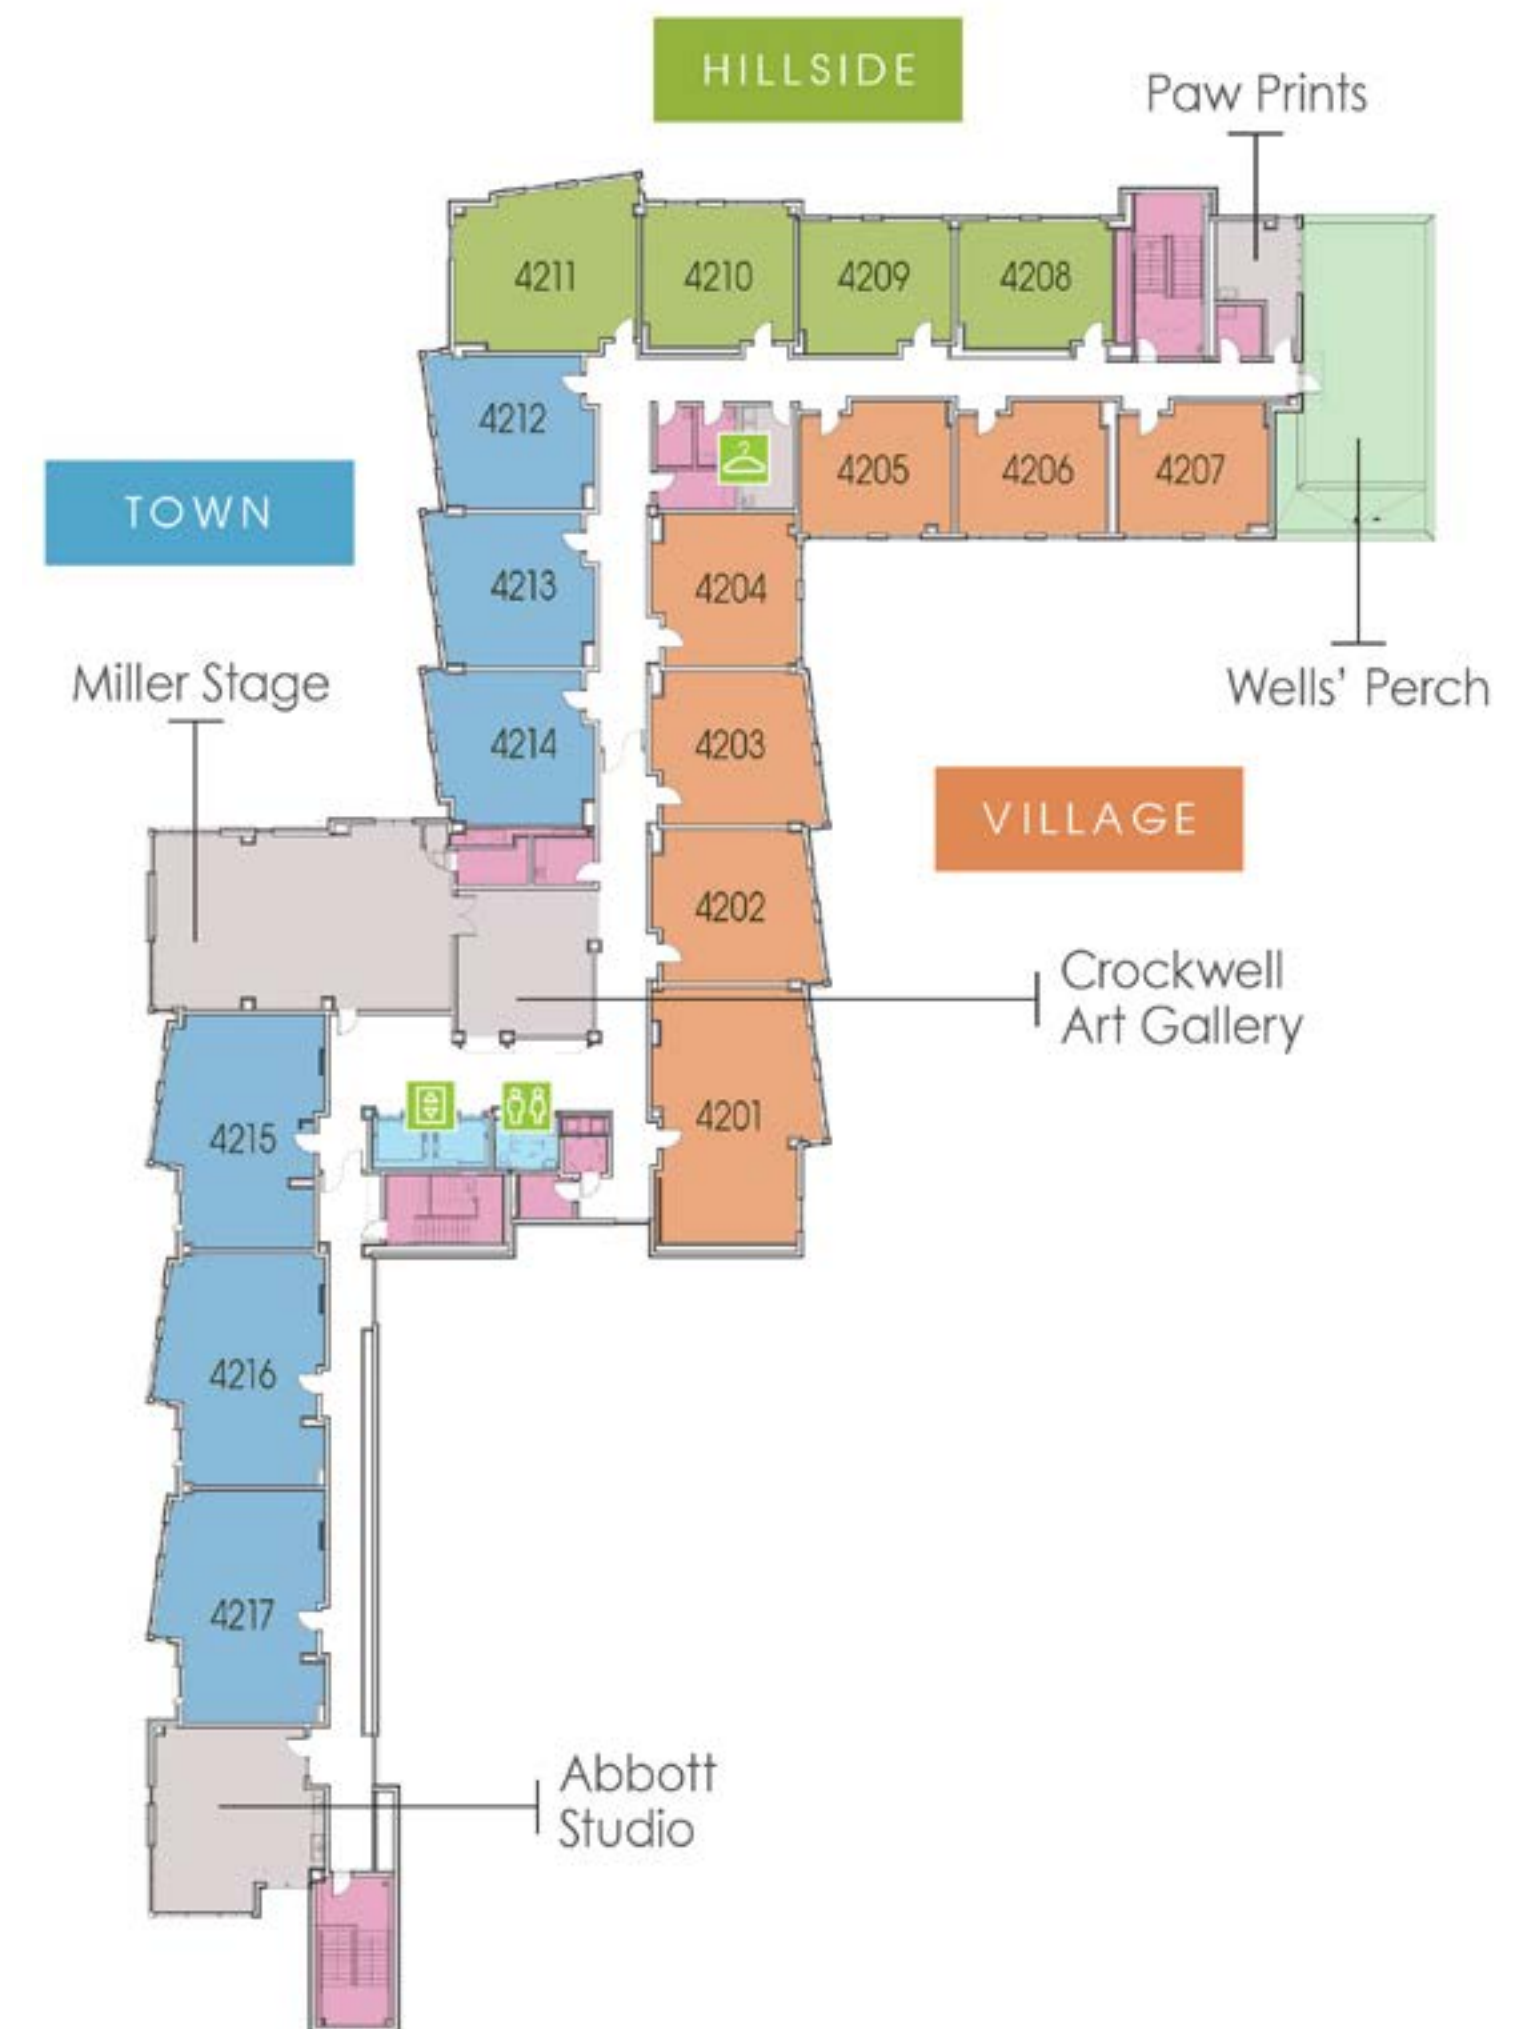 HILLSIDE
Paw Prints
4211
4210
4209
4208
4212
4205
4206
4207
TOWN
4213
4204
Miller Stage
Wells' Perch
4214
4203
VILLAGE
4202
Crockwell
Art Gallery
4215
4201
4216
4217
Abbott
Studio